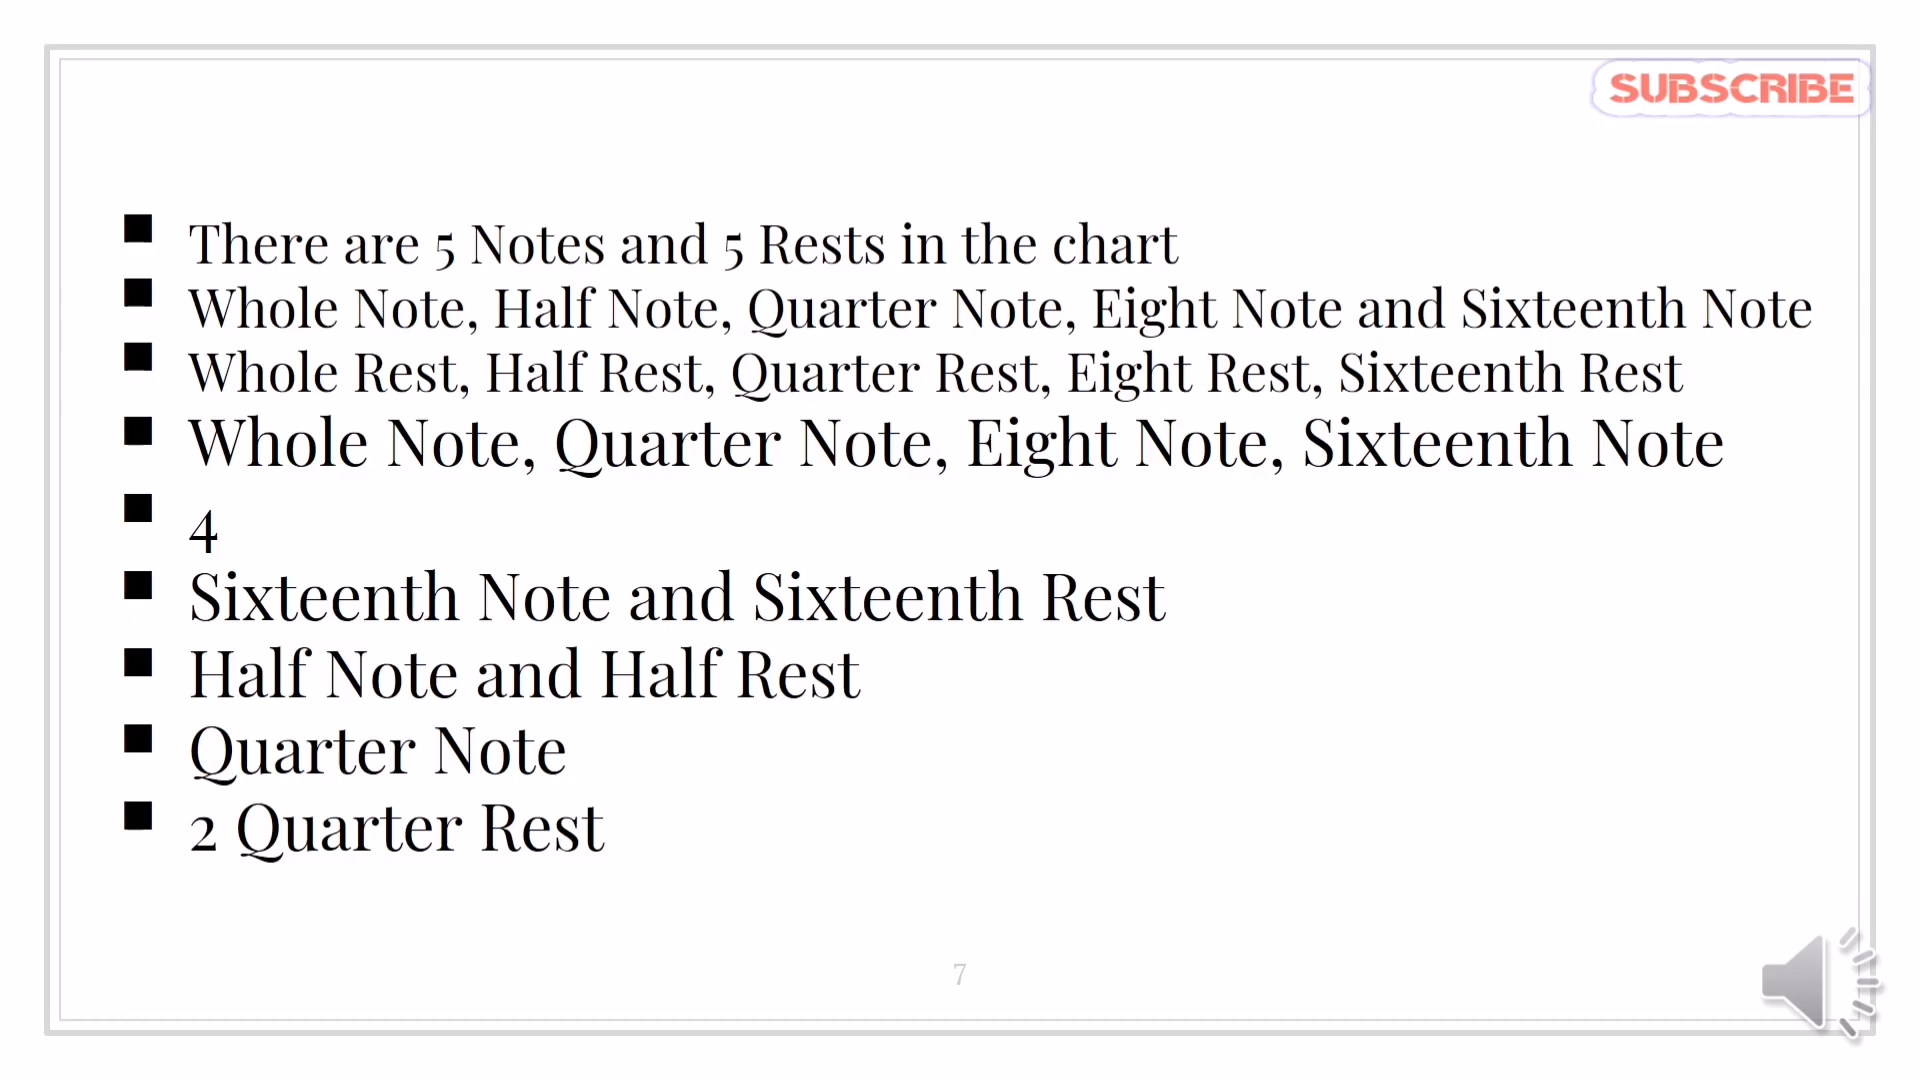 SUBSCRIBE
There are 5 Notes and 5 Rests in the chart
Whole Note, Half Note, Quarter Note, Eight Note and Sixteenth Note
Whole Rest, Half Rest, Quarter Rest, Eight Rest, Sixteenth Rest
Whole Note, Quarter Note, Eight Note, Sixteenth Note
4
Sixteenth Note and Sixteenth Rest
Half Note and Half Rest
Quarter Note
2 Quarter Rest
7